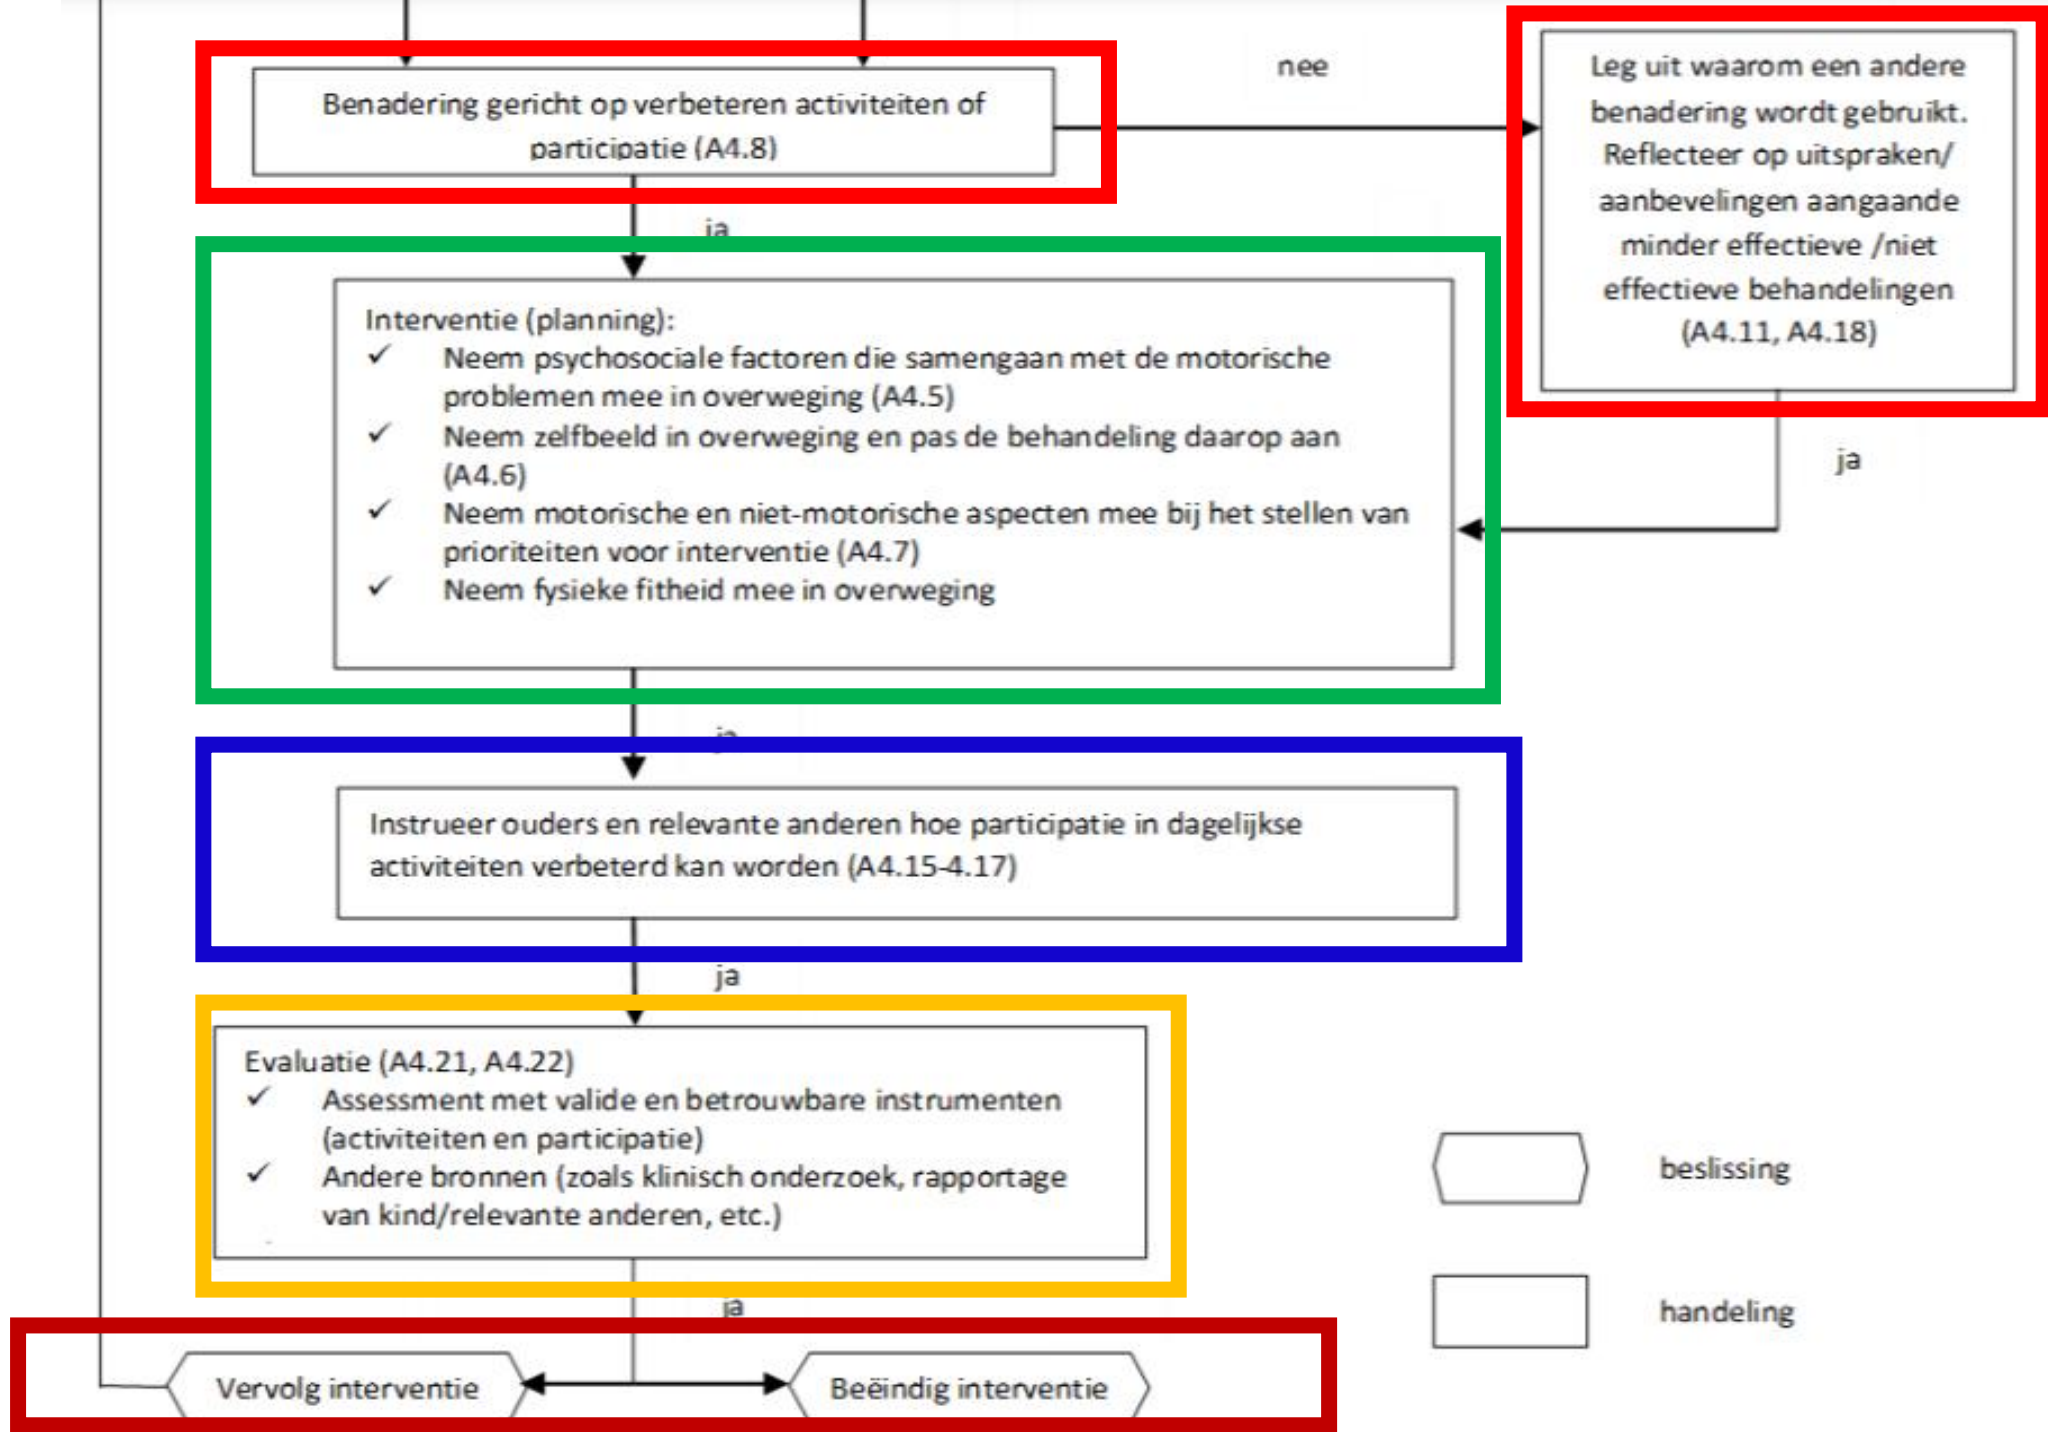 Benadering gericht op verbeteren activiteiten of
participatie (A4.8)
nee
Leg uit waarom een andere
benadering wordt gebruikt.
Reflecteer op uitspraken/
aanbevelingen aangaande
minder effectieve /niet
effectieve behandelingen
(A4.11, A4.18)
ja
ja
Interventie (planning):
✓ Neem psychosociale factoren die samengaan met de motorische
problemen mee in overweging (A4.5)
✓ Neem zelfbeeld in overweging en pas de behandeling daarop aan
(A4.6)
✓ Neem motorische en niet-motorische aspecten mee bij het stellen van
prioriteiten voor interventie (A4.7)
✓ Neem fysieke fitheid mee in overweging
ja
Instrueer ouders en relevante anderen hoe participatie in dagelijkse
activiteiten verbeterd kan worden (A4.15-4.17)
ja
Evaluatie (A4.21, A4.22)
✓ Assessment met valide en betrouwbare instrumenten
(activiteiten en participatie)
✓ Andere bronnen (zoals klinisch onderzoek, rapportage
van kind/relevante anderen, etc.)
beslissing
handeling
ja
Vervolg interventie
Beëindig interventie